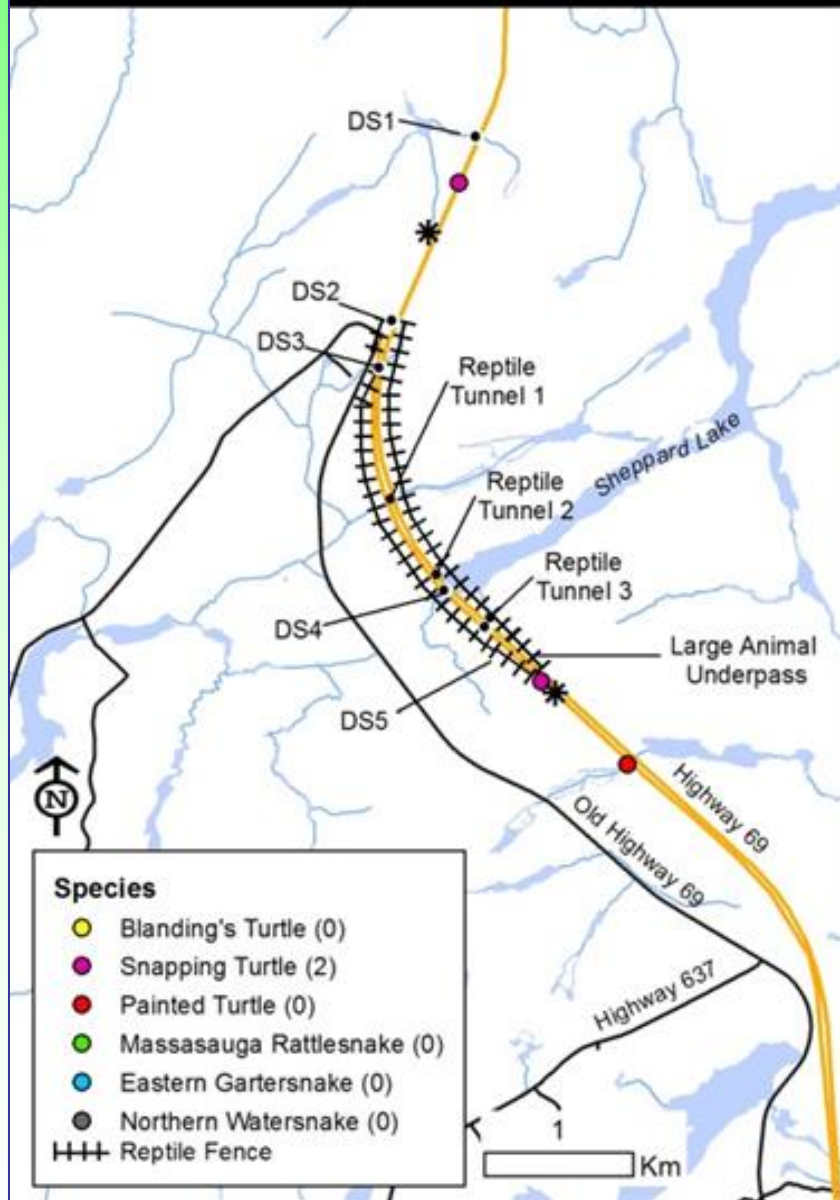 DS1
DS2
DS3
Reptile
Tunnel 1
Sheppard Lake
Reptile
Tunnel 2
Reptile
Tunnel 3
DS4
Large Animal
Underpass
DS5
N
Highway 69
Old Highway 69
Highway 637
Species
Blanding's Turtle (0)
Snapping Turtle (2)
Painted Turtle (0)
Massasauga Rattlesnake (0)
Eastern Gartersnake (0)
Northern Watersnake (0)
Reptile Fence
1
Km